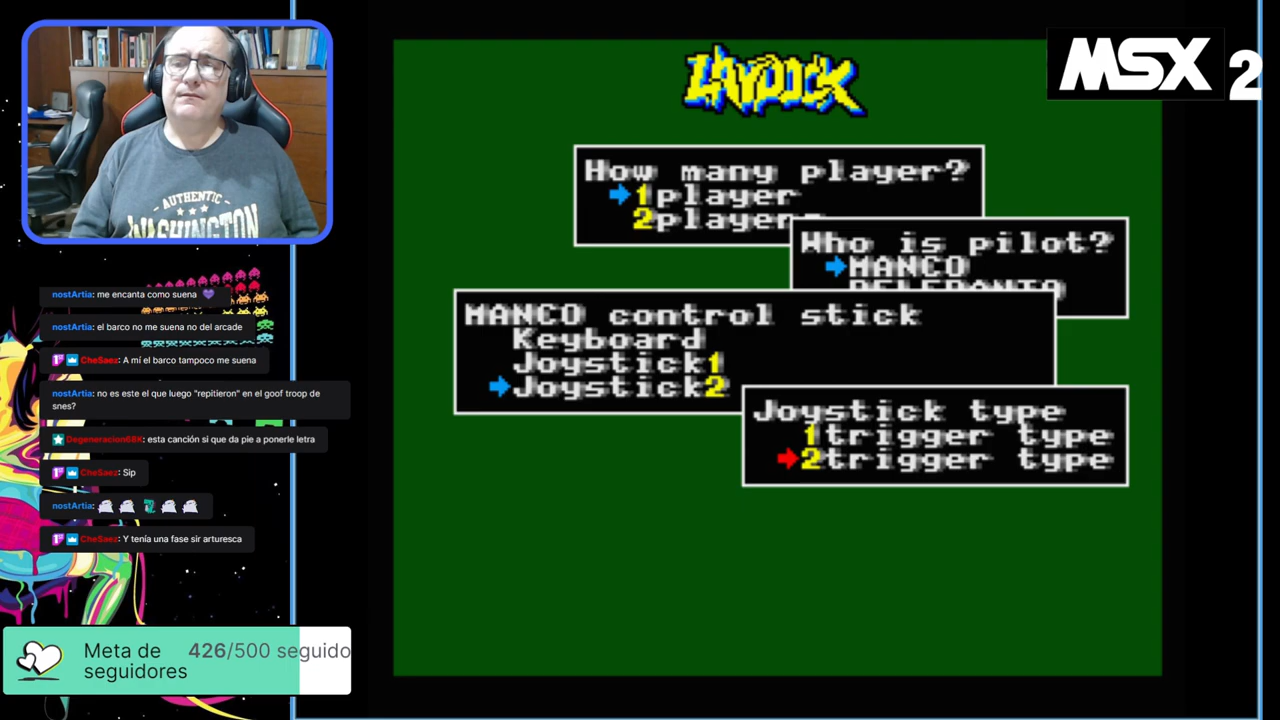 AUTHENTIC
WASHINGTON
nostArtia: me encanta como suena
nostArtia: el barco no me suena no del arcade
CheSaez: A mí el barco tampoco me suena
nostArtia: no es este el que luego "repitieron" en el goof troop de
snes?
Degeneracion68K: esta canción si que da pie a ponerle letra
CheSaez: Sip
nostArtia:
CheSaez: Y tenía una fase sir arturesca
Meta de
seguidores
426/500 seguido
LAYDOCK
MSX 2
How many player?
1player
2players
Who is pilot?
MANCO
MANCO control stick
Keyboard
Joystick1
Joystick2
Joystick type
1trigger type
2trigger type